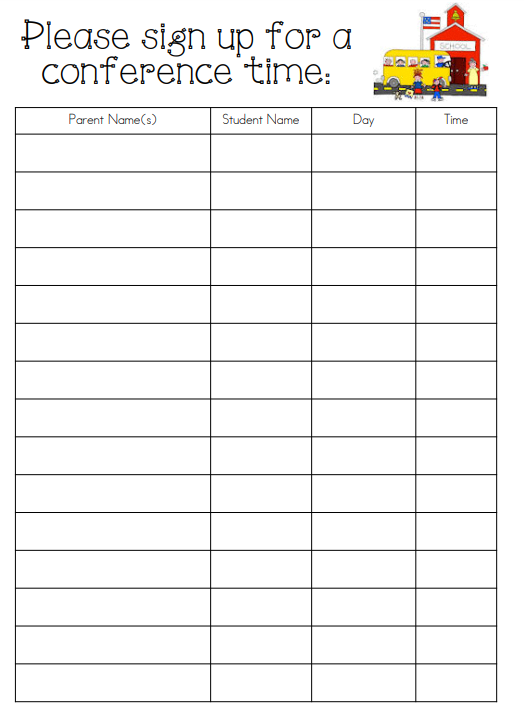 Please sign up for a
conference time:
SCHOOL
Parent Name(s) Student Name Day Time